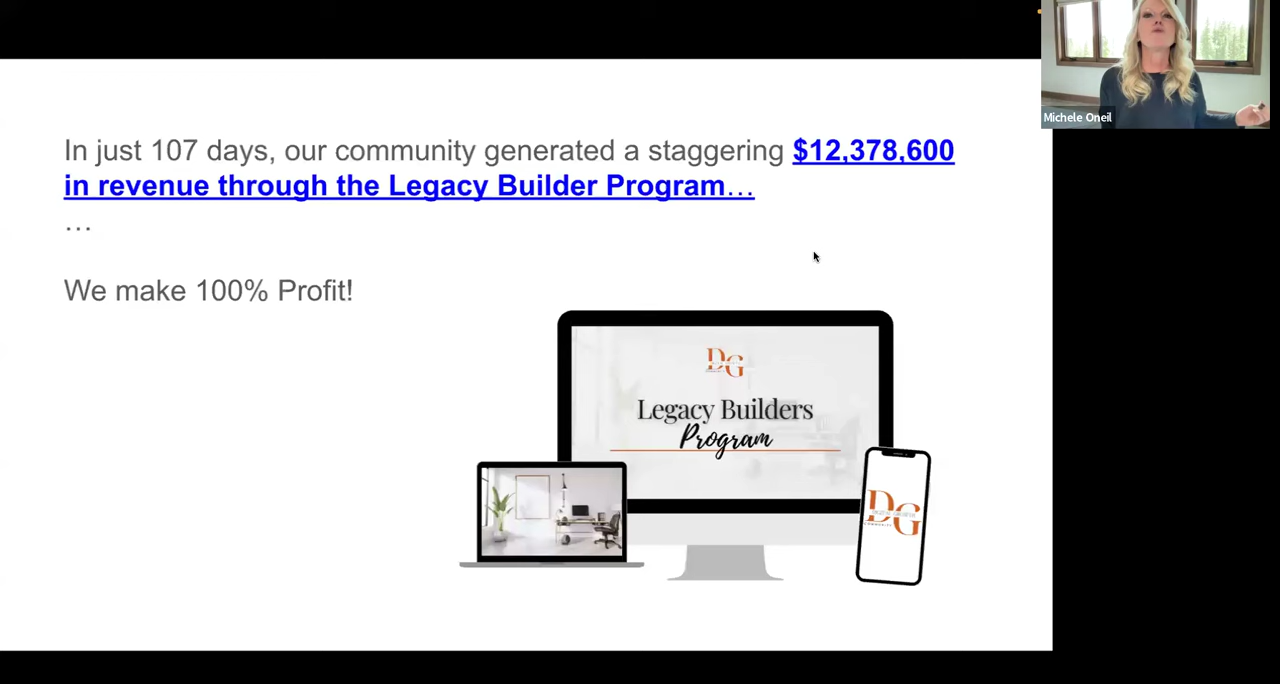 In just 107 days, our community generated a staggering $12,378,600
in revenue through the Legacy Builder Program…
…
We make 100% Profit!
Michele Oneil
DG
Legacy Builders
Program
DG
COMMUNITY